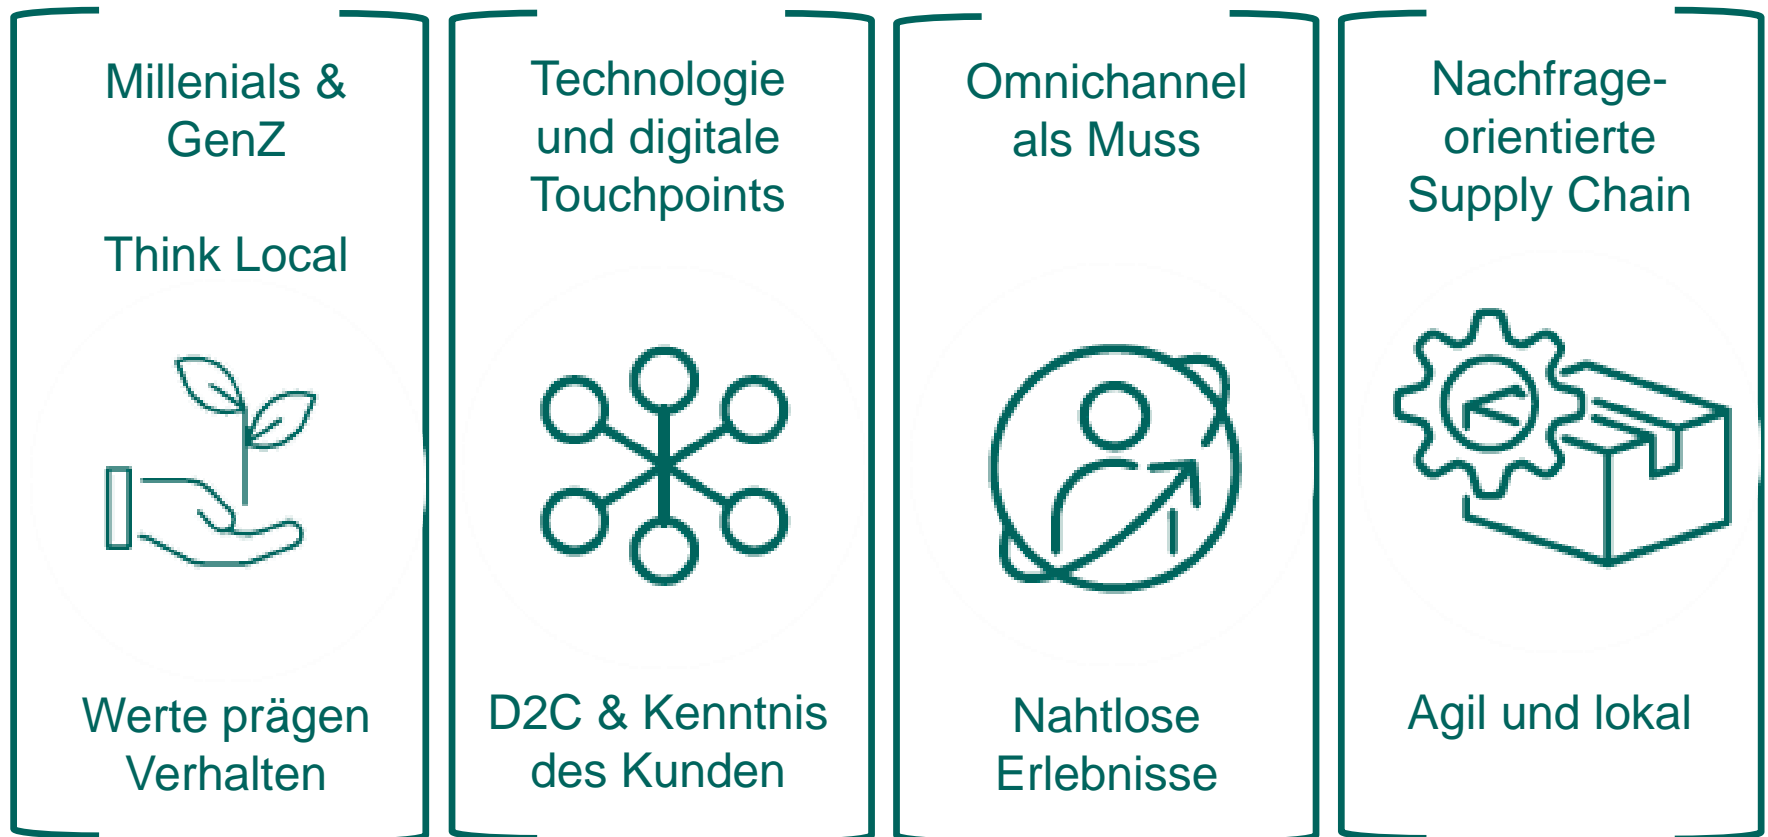 Millenials &
GenZ
Think Local
Werte prägen
Verhalten
Technologie
und digitale
Touchpoints
D2C & Kenntnis
des Kunden
Omnichannel
als Muss
Nahtlose
Erlebnisse
Nachfrage-
orientierte
Supply Chain
Agil und lokal